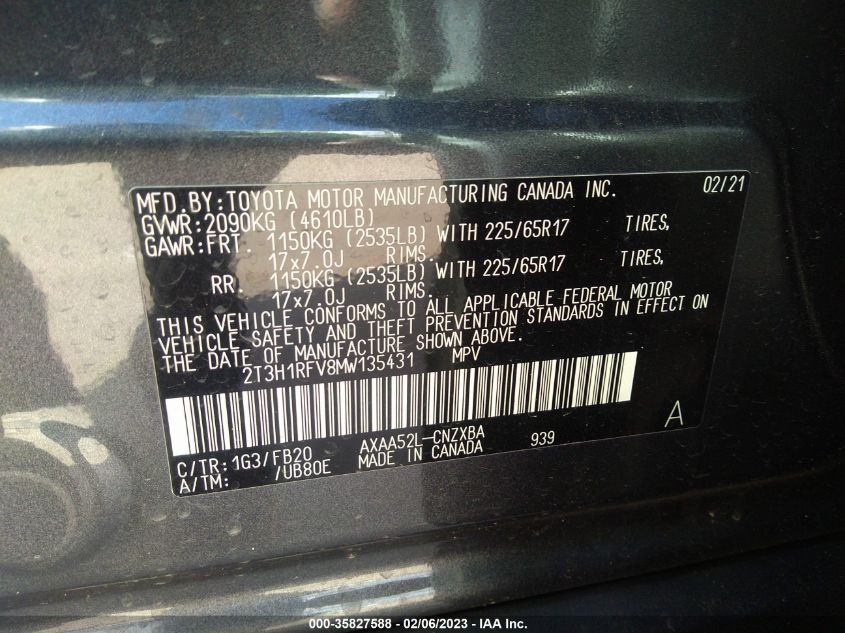 MFD.BY:TOYOTA MOTOR MANUFACTURING CANADA INC. 02/21
GVWR:2090KG (4610LB)
GAWR:FRT. 1150KG (2535LB) WITH 225/65R17 TIRES,
17x7.0J RIMS.
RR. 1150KG (2535LB) WITH 225/65R17 TIRES,
17x7.0J RIMS.
THIS VEHICLE CONFORMS TO ALL APPLICABLE FEDERAL MOTOR
VEHICLE SAFETY AND THEFT PREVENTION STANDARDS IN EFFECT ON
THE DATE OF MANUFACTURE SHOWN ABOVE.
2T3H1RFV8MW135431 MPV
A
C/TR:1G3/FB20 AXAA52L-CNZXBA 939
A/TM: /UB80E MADE IN CANADA
000-35827588 - 02/06/2023 - IAA Inc.